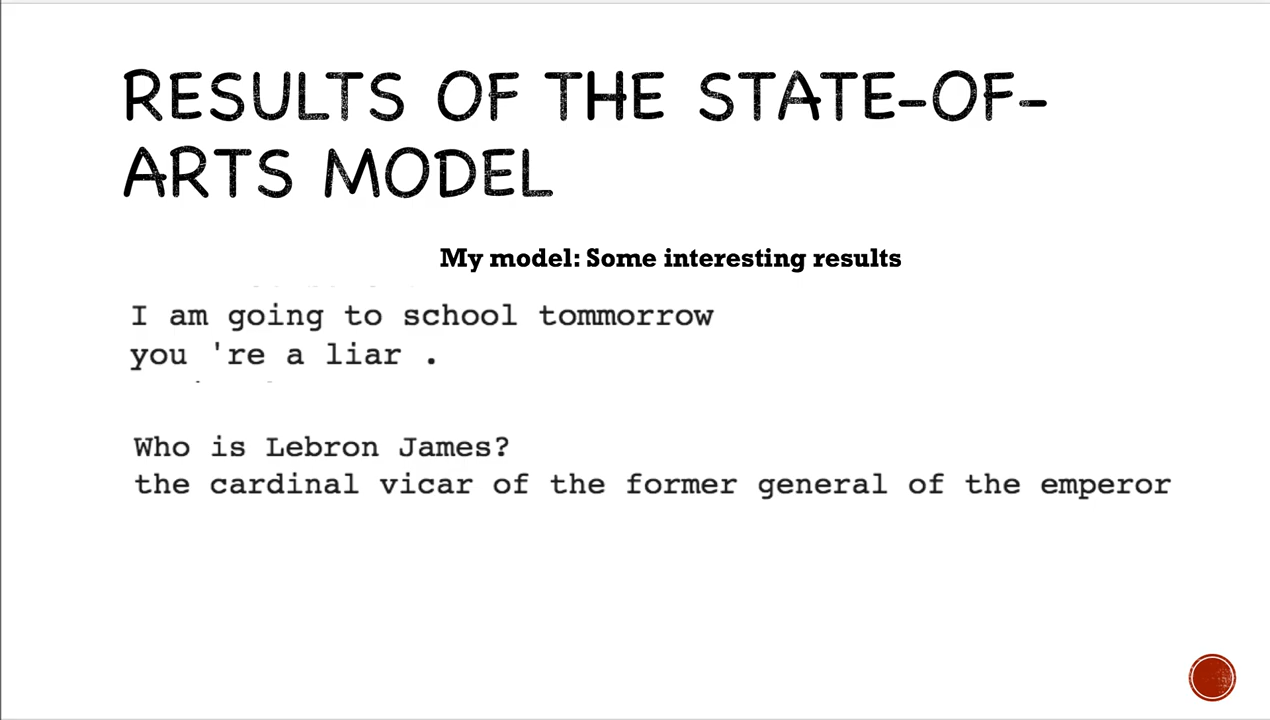 RESULTS OF THE STATE-OF-
ARTS MODEL
My model: Some interesting results
I am going to school tommorrow
you 're a liar .
Who is Lebron James?
the cardinal vicar of the former general of the emperor